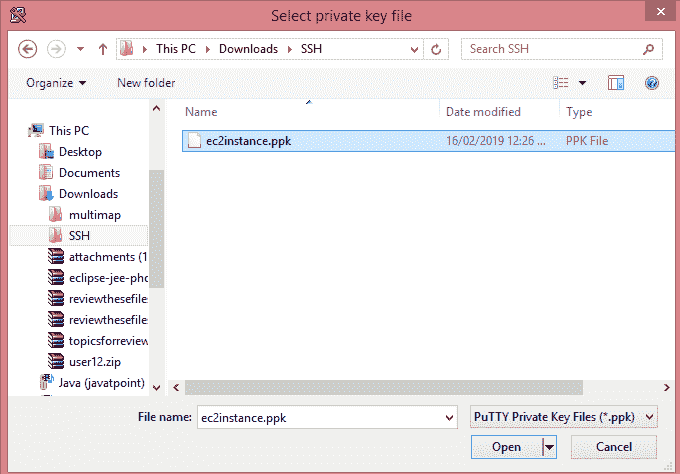 Select private key file
This PC Downloads SSH
Search SSH
Organize New folder
Name Date modified Type
ec2instance.ppk 16/02/2019 12:26 ... PPK File
This PC
Desktop
Documents
Downloads
multimap
SSH
attachments (1
eclipse-jee-pho
reviewthesefiles
reviewthesefiles
topicsforreview
user12.zip
Java (javatpoint)
File name: ec2instance.ppk PuTTY Private Key Files (*.ppk)
Open Cancel